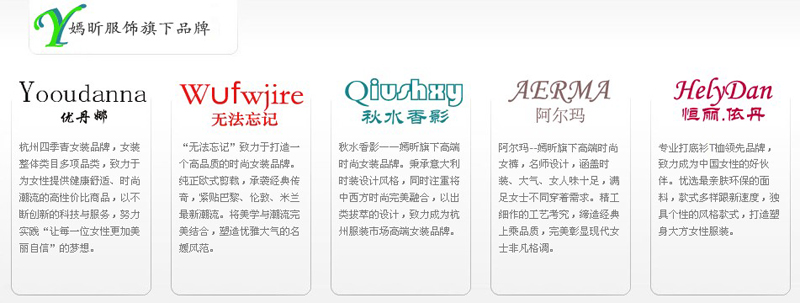 嫣昕服饰旗下品牌
Yooudanna
优丹娜
杭州四季青女装品牌，女装
整体类目多项品类，致力于
为女性提供健康舒适、时尚
潮流的高性价比商品，以不
断创新的科技与服务，努力
实践“让每一位女性更加美
丽自信”的梦想。
Wufwjire
无法忘记
“无法忘记”致力于打造一
个高品质的时尚女装品牌。
纯正欧式剪裁，承袭经典传
奇，紧贴巴黎、伦敦、米兰
最新潮流。将美学与潮流完
美结合，塑造优雅大气的名
媛风范。
Qiushxy
秋水香影
秋水香影——嫣昕旗下高端
时尚女装品牌。秉承意大利
时装设计风格，同时注重将
中西方时尚完美融合，以出
类拔萃的设计，致力成为杭
州服装市场高端女装品牌。
AERMA
阿尔玛
阿尔玛--嫣昕旗下高端时尚
女裤，名师设计，涵盖时
装、大气、女人味十足，满
足女士不同穿着需求。精工
细作的工艺考究，缔造经典
上乘品质，完美彰显现代女
士非凡格调。
HelyDan
恒丽.依丹
专业打底衫T恤领先品牌，
致力成为中国女性的好伙
伴。优选最亲肤环保的面
料，款式多样跟新速度，独
具个性的风格款式，打造塑
身大方女性服装。